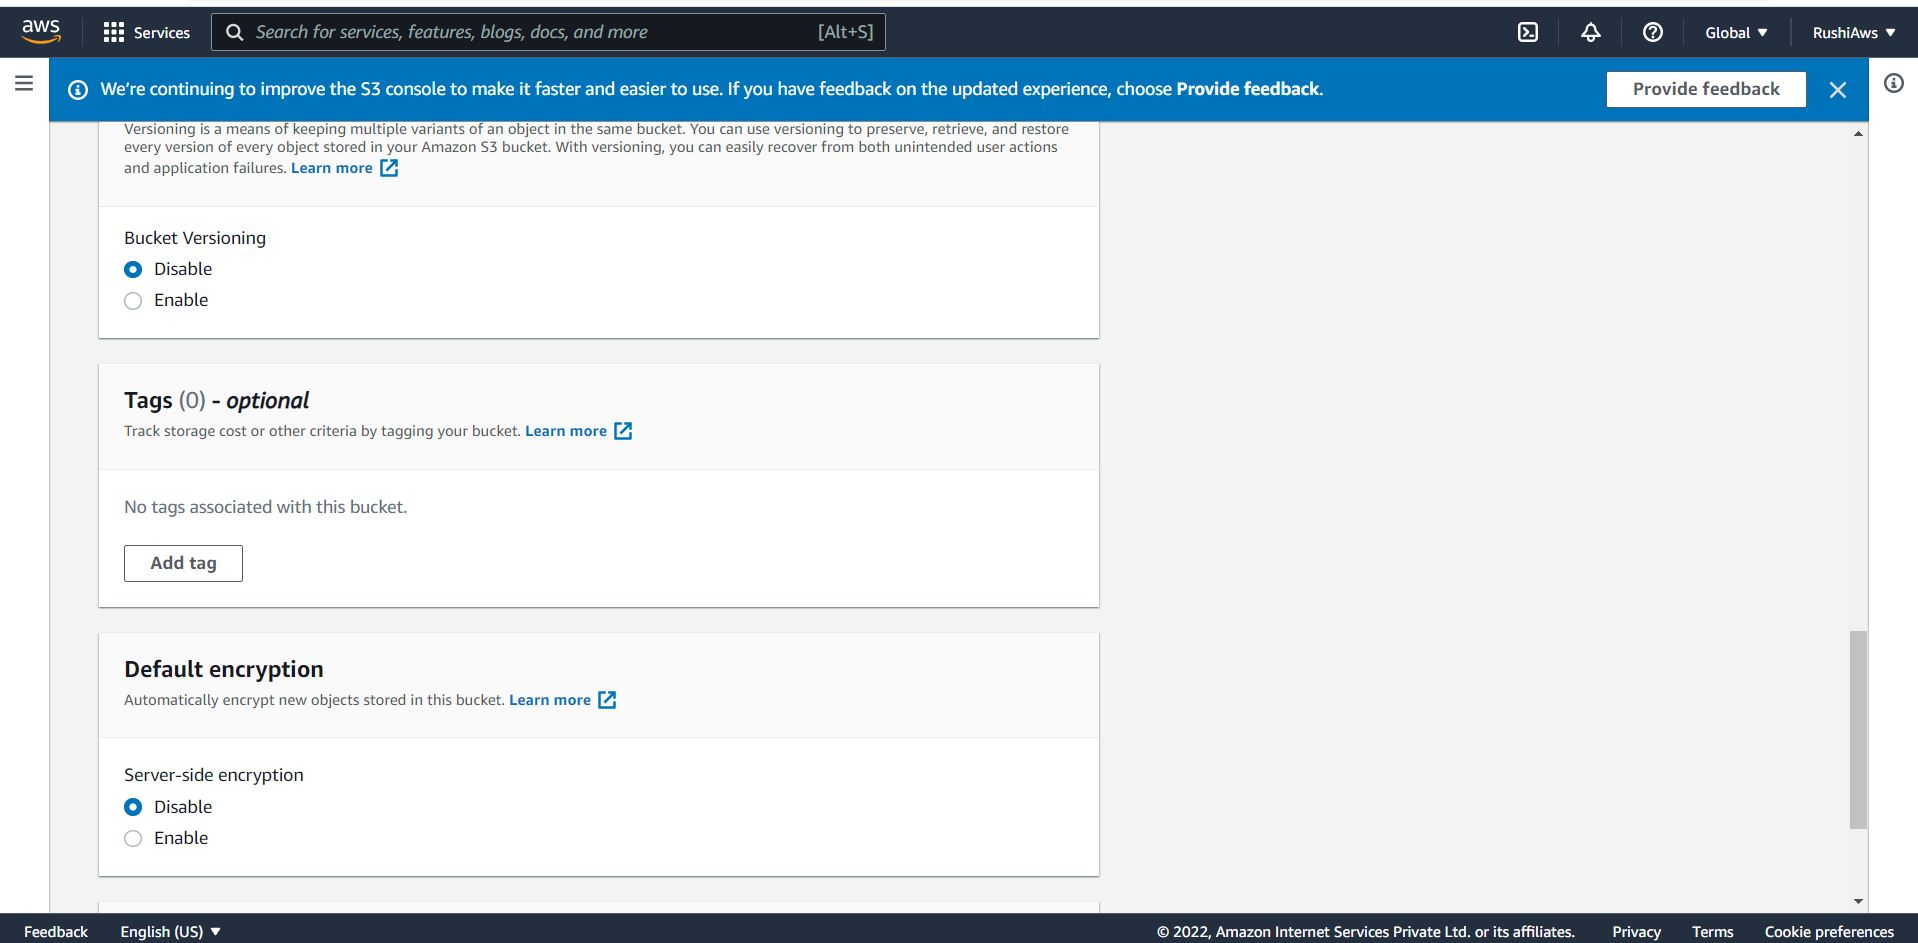 aws
Services
Search for services, features, blogs, docs, and more [Alt+S]
Global
RushiAws
We're continuing to improve the S3 console to make it faster and easier to use. If you have feedback on the updated experience, choose Provide feedback.
Provide feedback
Versioning is a means of keeping multiple variants of an object in the same bucket. You can use versioning to preserve, retrieve, and restore
every version of every object stored in your Amazon S3 bucket. With versioning, you can easily recover from both unintended user actions
and application failures. Learn more
Bucket Versioning
Disable
Enable
Tags (0) - optional
Track storage cost or other criteria by tagging your bucket. Learn more
No tags associated with this bucket.
Add tag
Default encryption
Automatically encrypt new objects stored in this bucket. Learn more
Server-side encryption
Disable
Enable
Feedback
English (US)
© 2022, Amazon Internet Services Private Ltd. or its affiliates.
Privacy
Terms
Cookie preferences